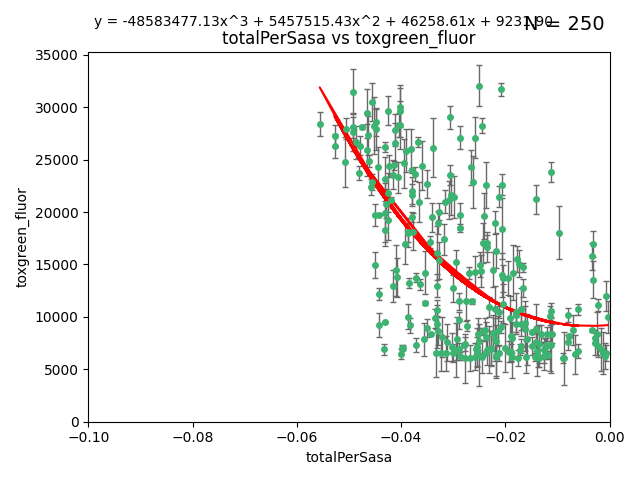 y = -48583477.13x^3 + 5457515.43x^2 + 46258.61x + 9231.90
N = 250
totalPerSasa vs toxgreen_fluor
35000
30000
25000
20000
15000
10000
5000
0
toxgreen_fluor
−0.10 −0.08 −0.06 −0.04 −0.02 0.00
totalPerSasa